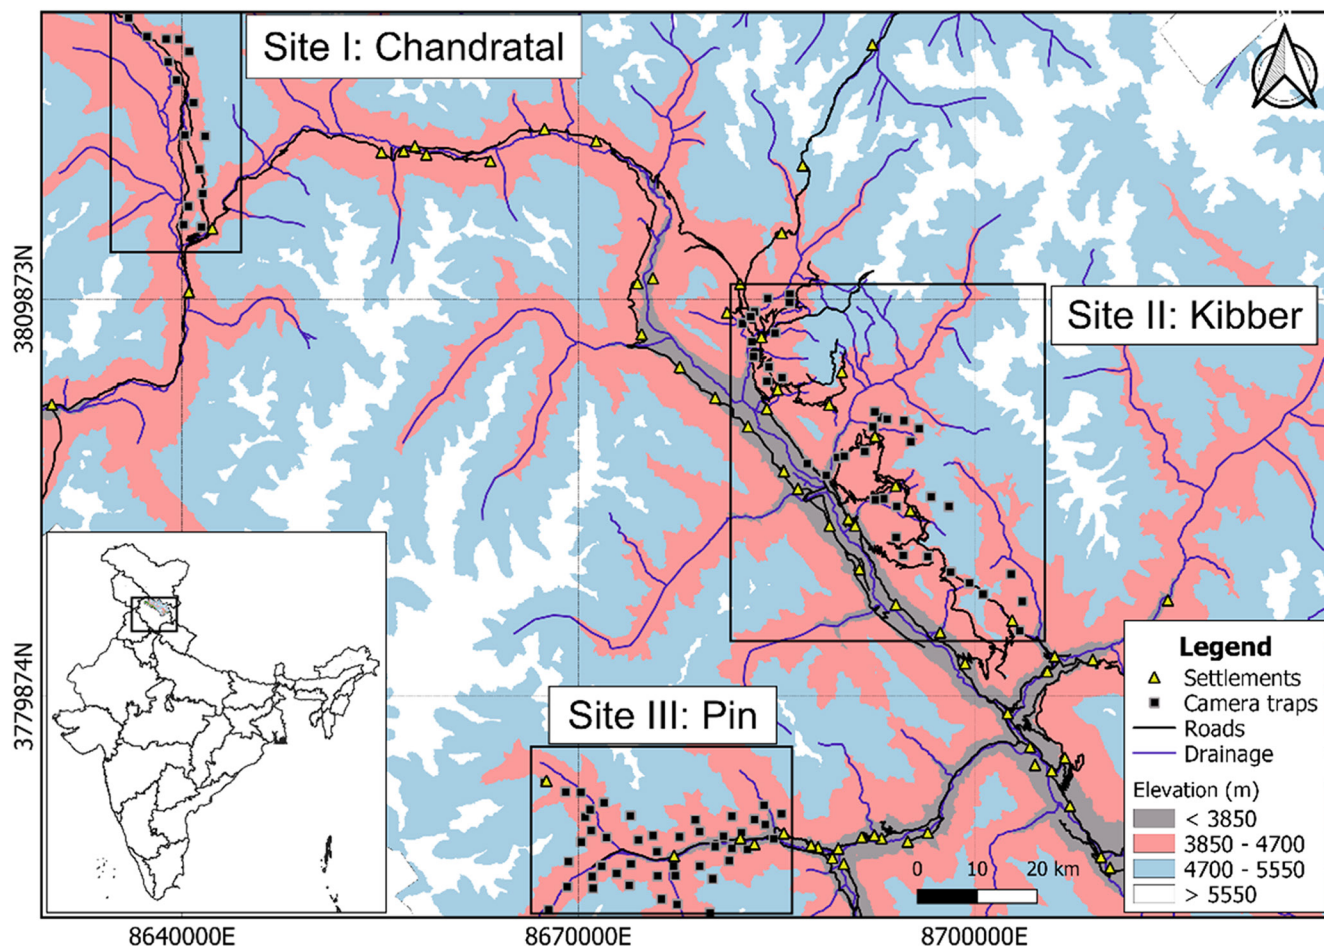 Site I: Chandratal
N
3809873N
Site II: Kibber
3779874N
Site III: Pin
Legend
Settlements
Camera traps
Roads
Drainage
Elevation (m)
< 3850
3850 - 4700
4700 - 5550
> 5550
0 10 20 km
8640000E 8670000E 8700000E